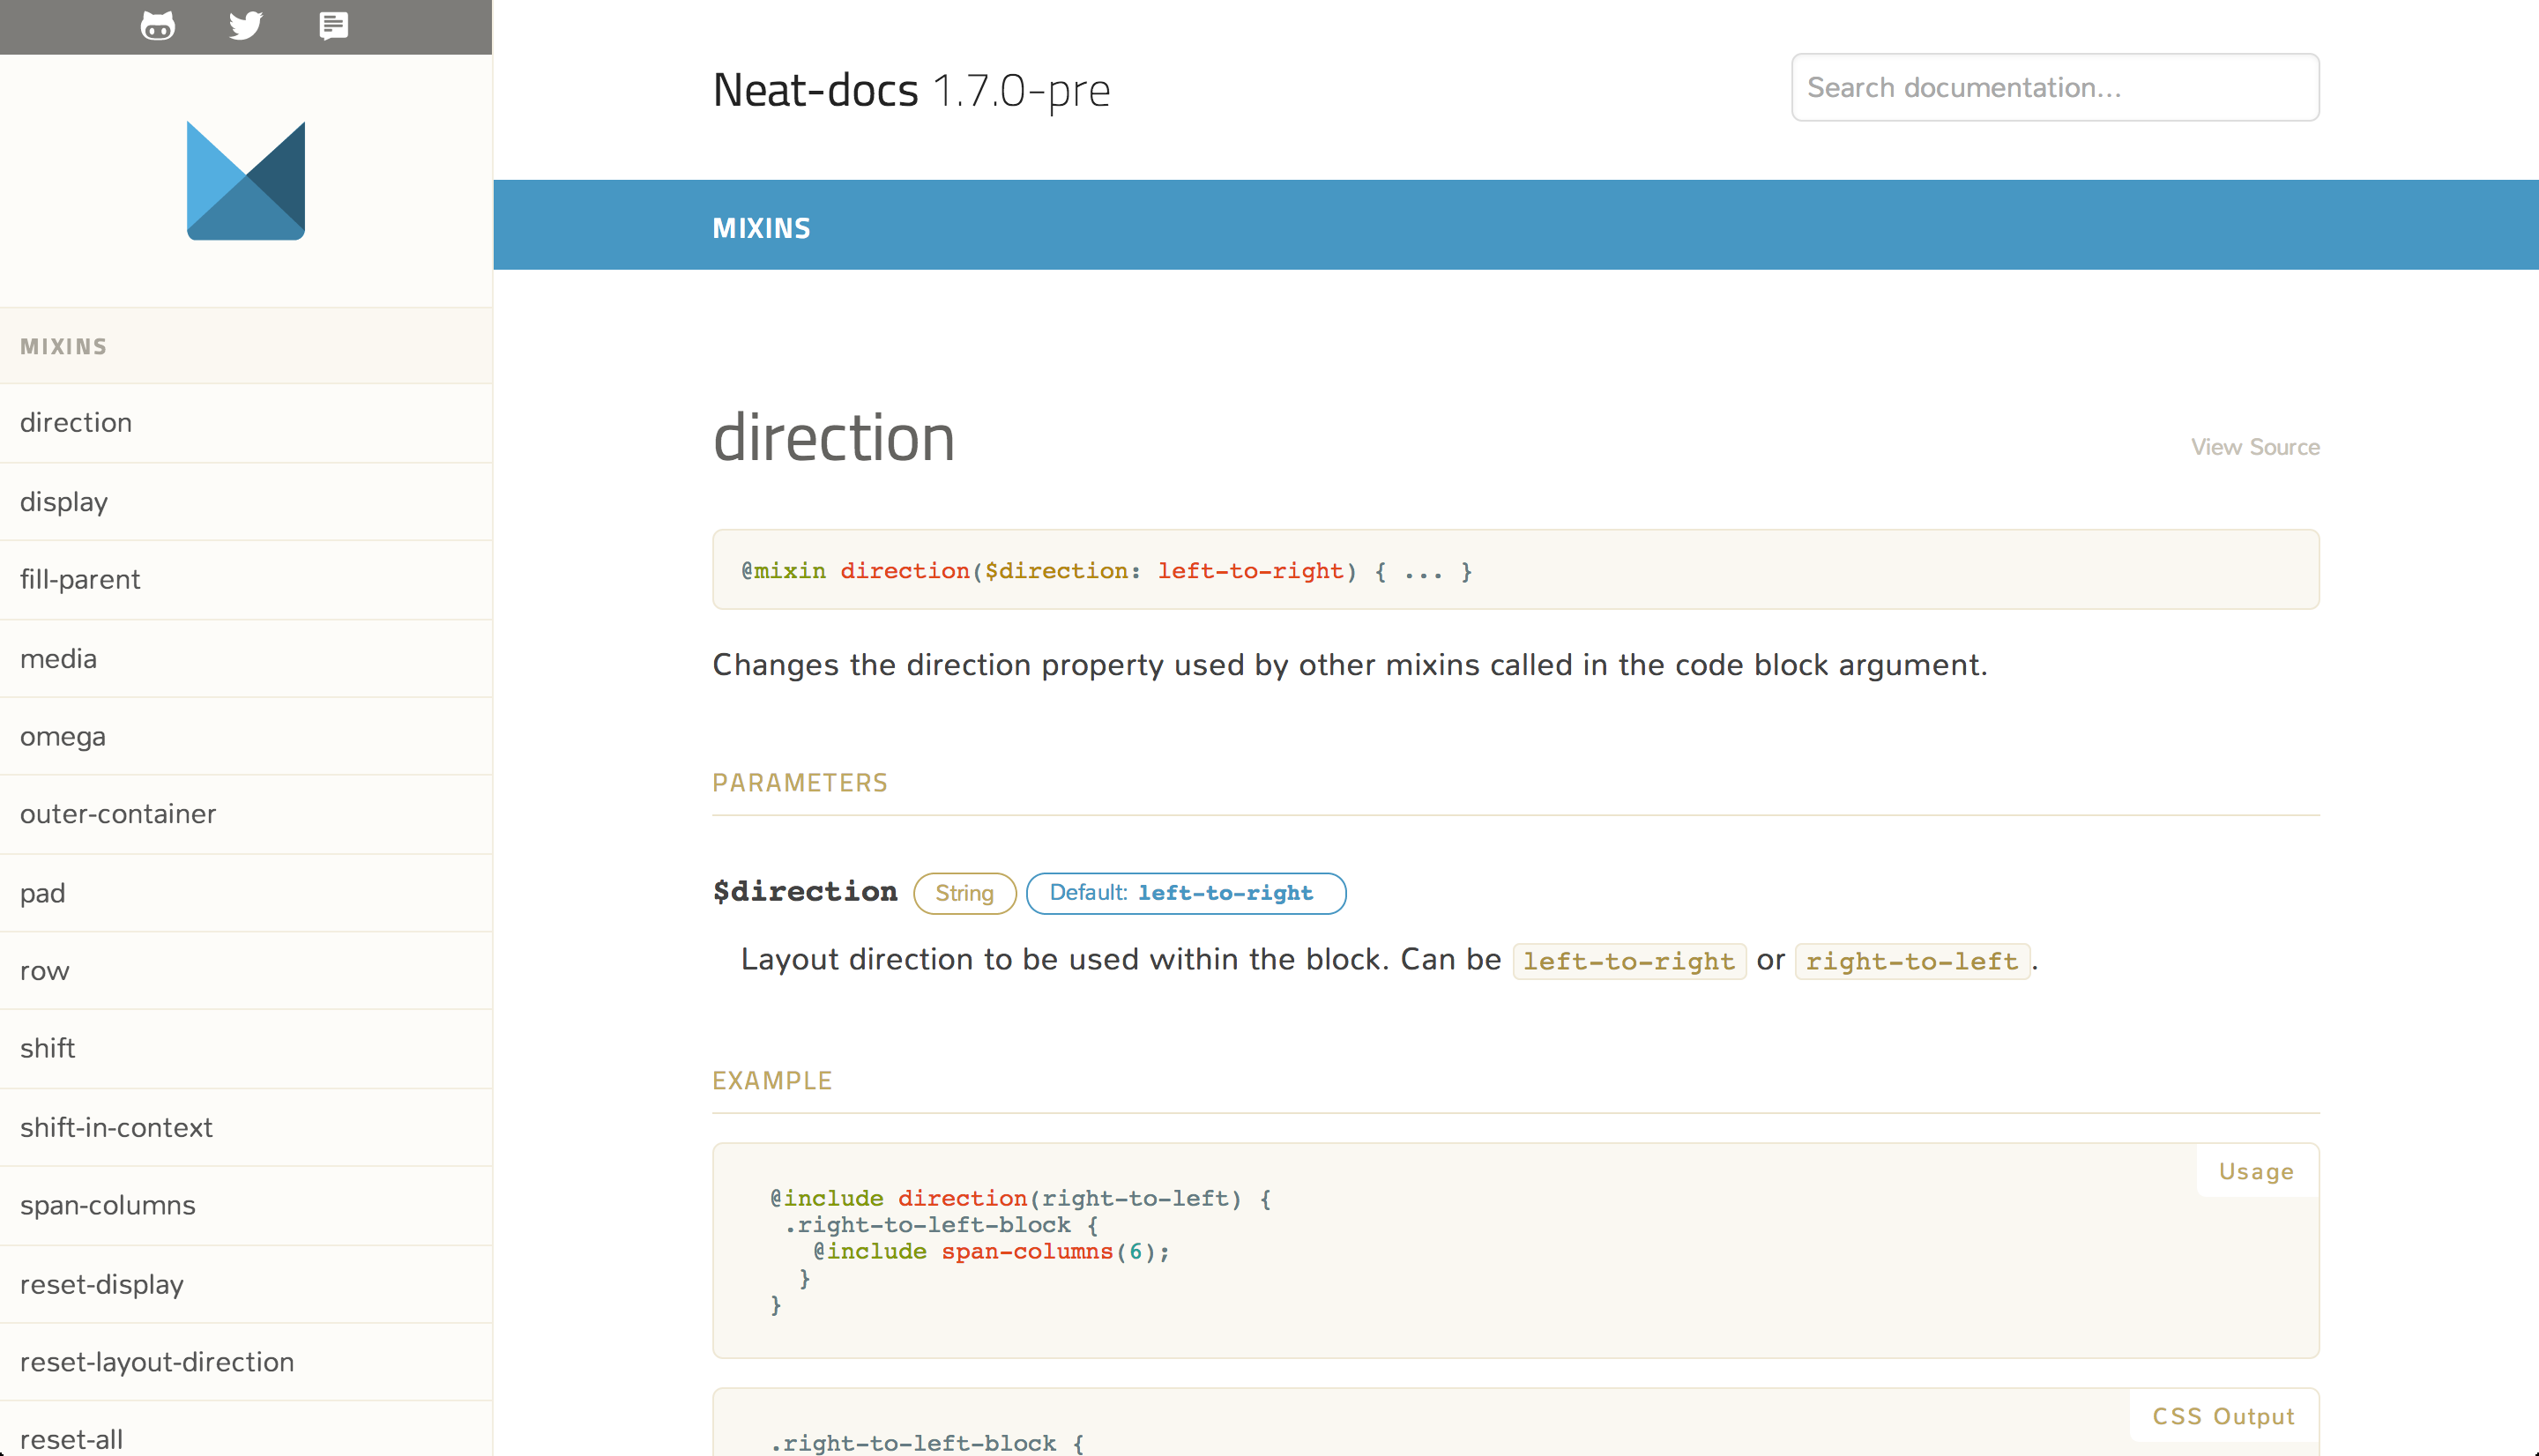 MIXINS
direction
display
fill-parent
media
omega
outer-container
pad
row
shift
shift-in-context
span-columns
reset-display
reset-layout-direction
reset-all
Neat-docs 1.7.0-pre
Search documentation...
MIXINS
direction
View Source
@mixin direction($direction: left-to-right) { ... }
Changes the direction property used by other mixins called in the code block argument.
PARAMETERS
$direction String Default: left-to-right
Layout direction to be used within the block. Can be left-to-right or right-to-left.
EXAMPLE
Usage
@include direction(right-to-left) {
 .right-to-left-block {
   @include span-columns(6);
  }
}
CSS Output
.right-to-left-block {